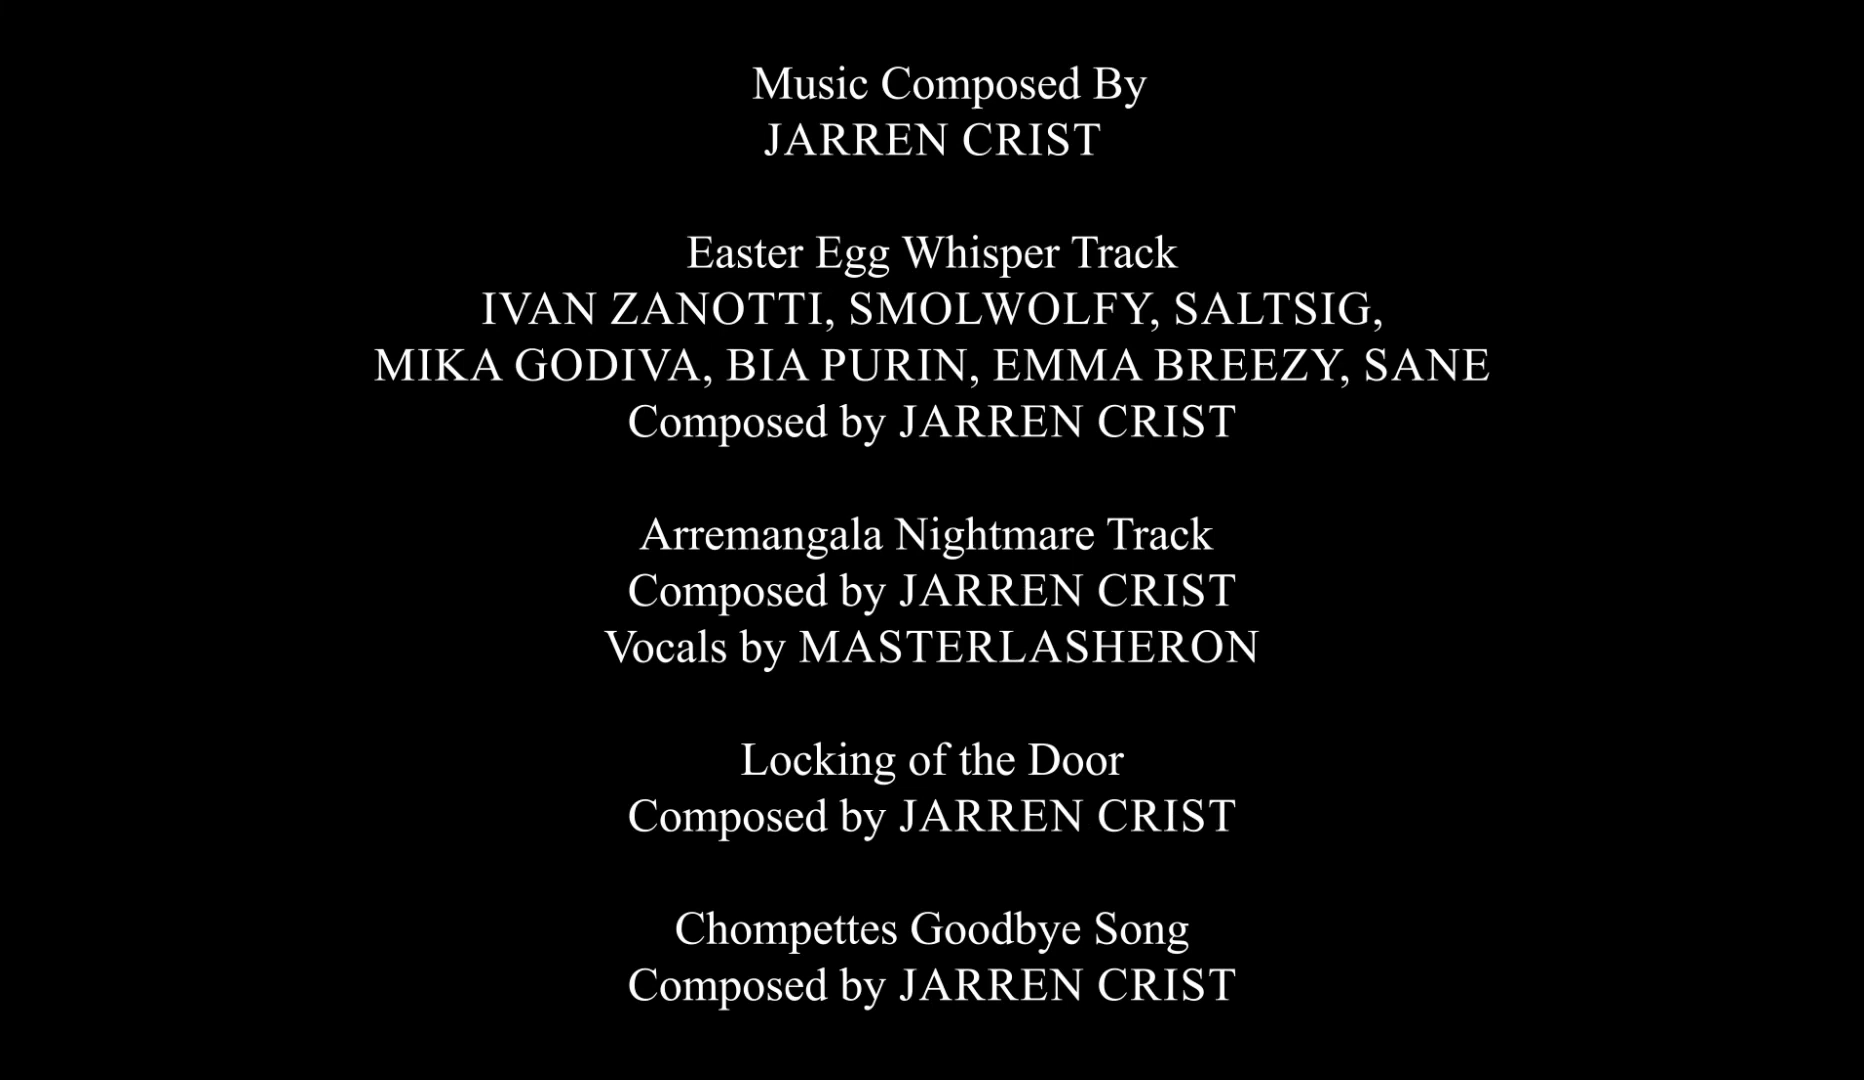 Music Composed By
JARREN CRIST
Easter Egg Whisper Track
IVAN ZANOTTI, SMOLWOLFY, SALTSIG,
MIKA GODIVA, BIA PURIN, EMMA BREEZY, SANE
Composed by JARREN CRIST
Arremangala Nightmare Track
Composed by JARREN CRIST
Vocals by MASTERLASHERON
Locking of the Door
Composed by JARREN CRIST
Chompettes Goodbye Song
Composed by JARREN CRIST